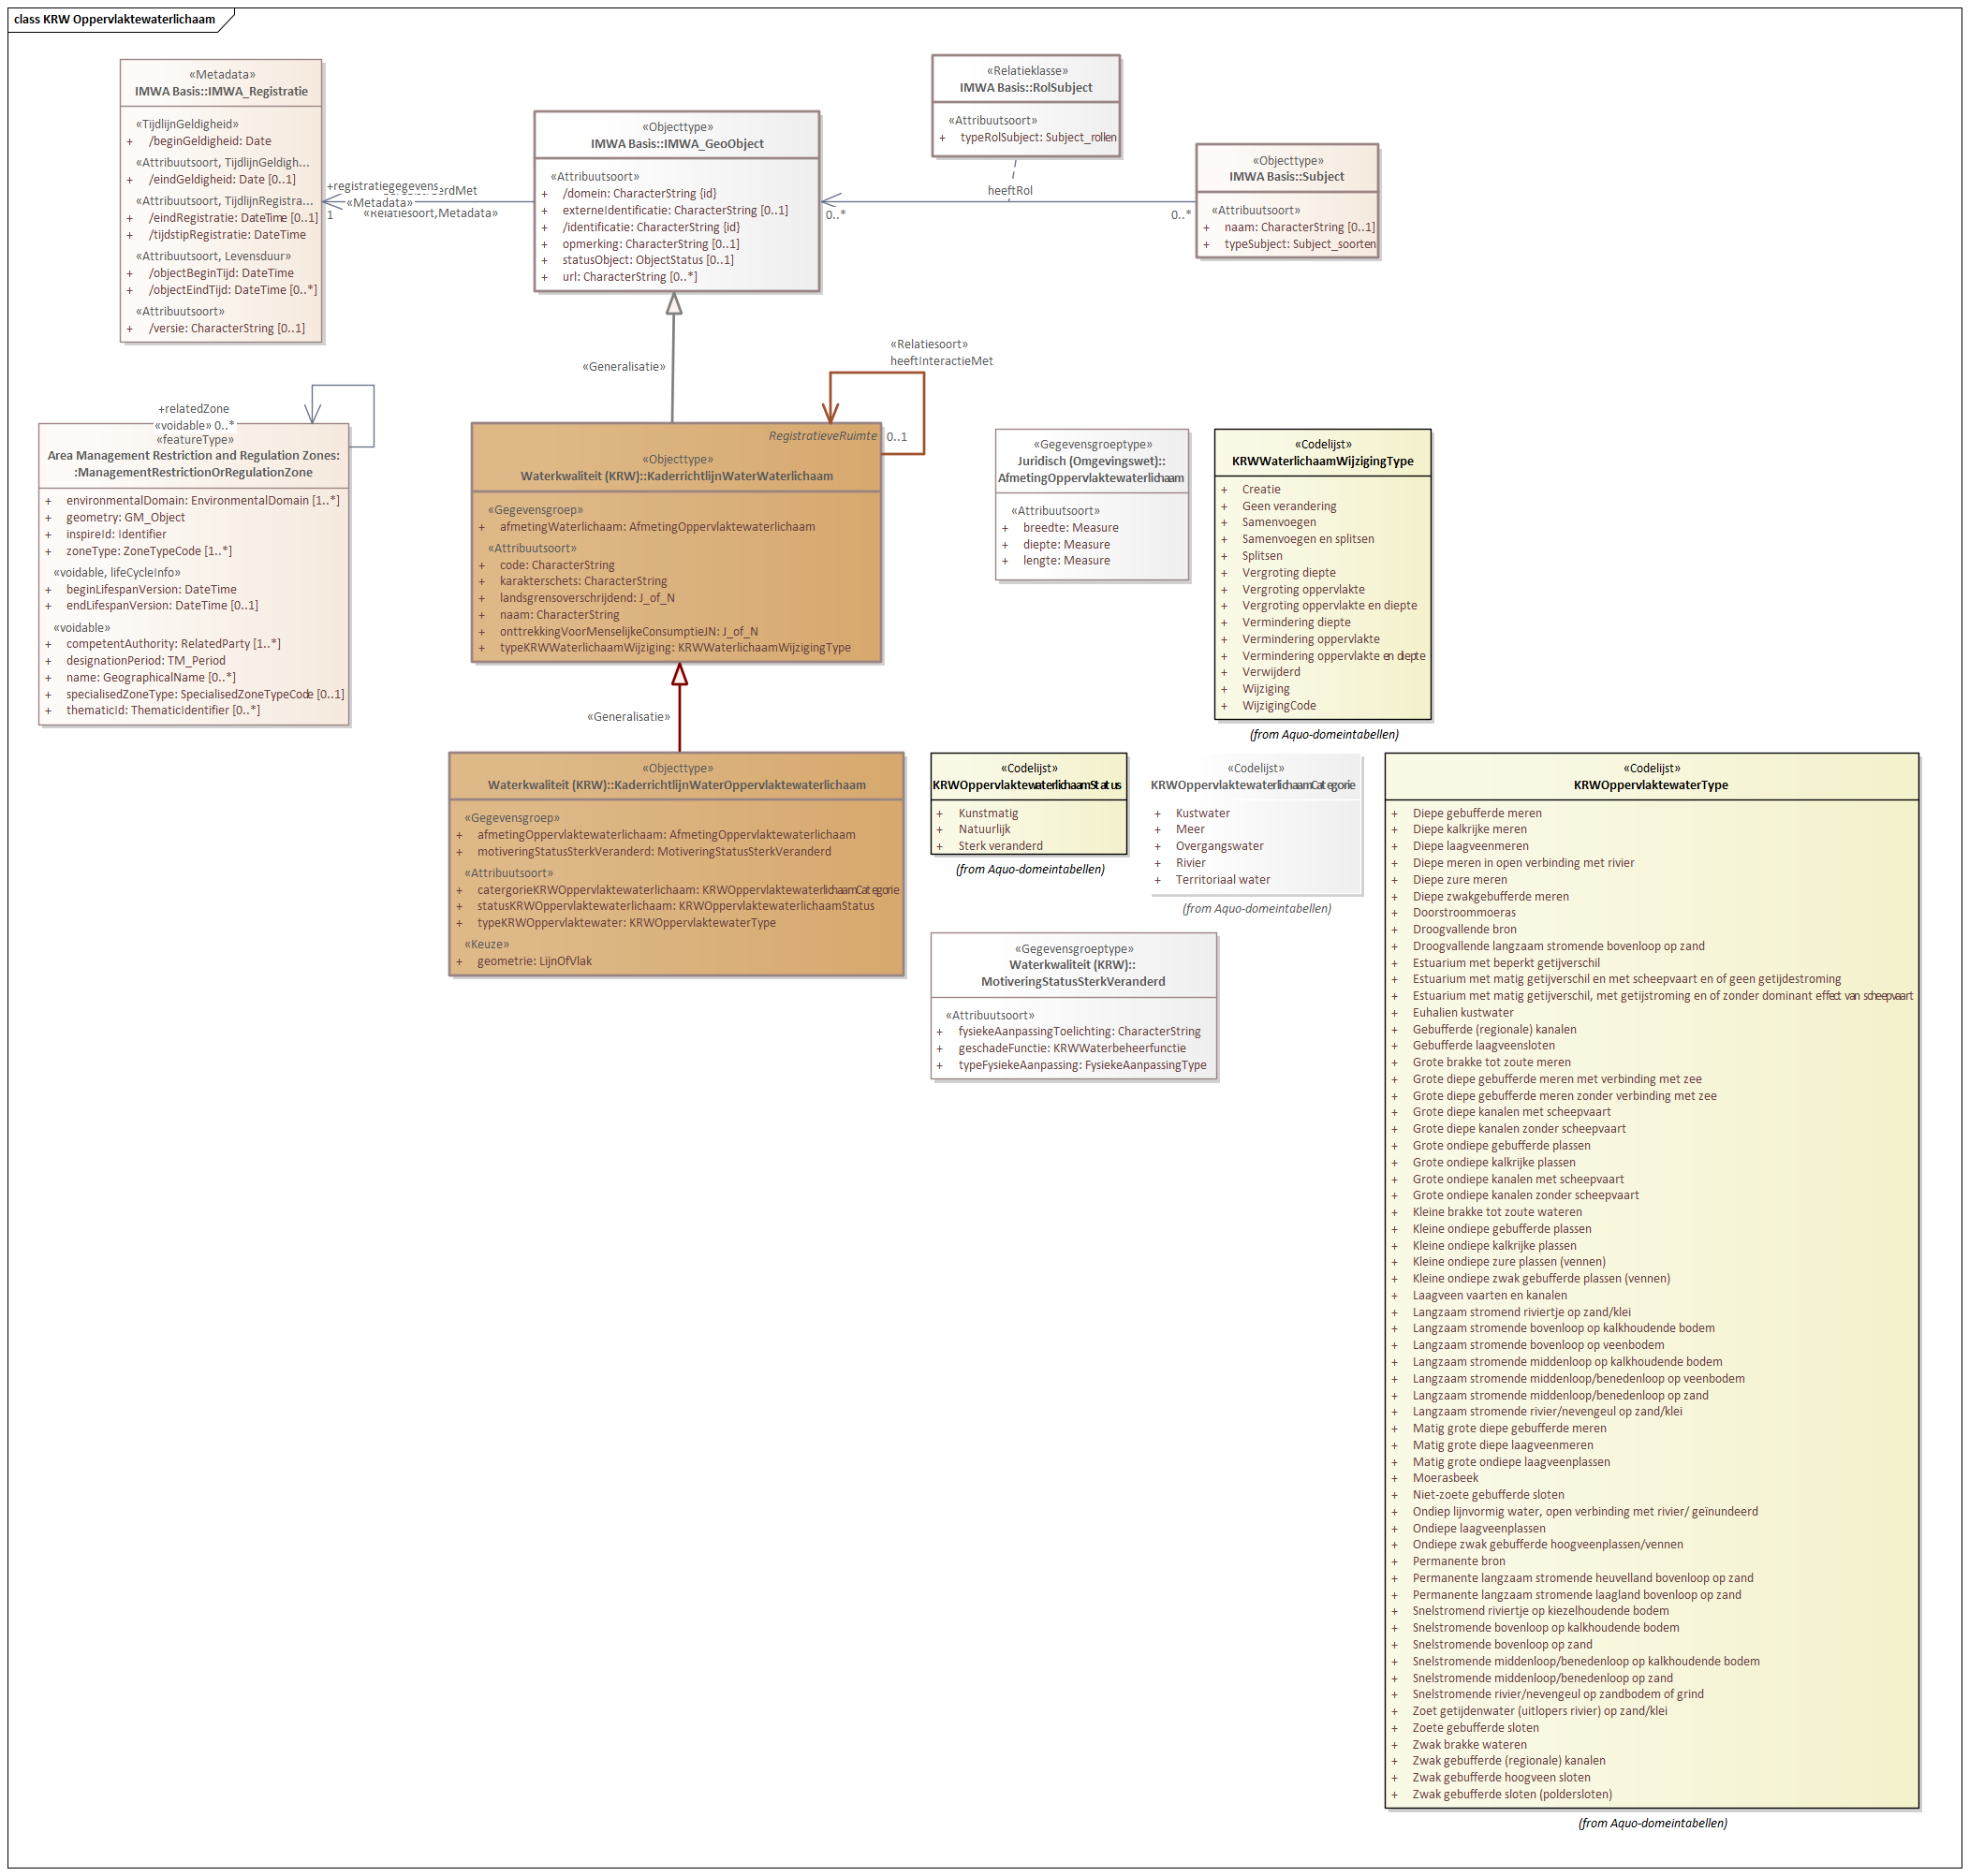 class KRW Oppervlaktewaterlichaam
«Metadata»
IMWA Basis::IMWA_Registratie
«TijdlijnGeldigheid»
+ /beginGeldigheid: Date
«Attribuutsoort, TijdlijnGeldigh...
+ /eindGeldigheid: Date [0..1]
«Attribuutsoort, TijdlijnRegistra...
+ /eindRegistratie: DateTime [0..1]
+ /tijdstipRegistratie: DateTime
«Attribuutsoort, Levensduur»
+ /objectBeginTijd: DateTime
+ /objectEindTijd: DateTime [0..*]
«Attribuutsoort»
+ /versie: CharacterString [0..1]
+registratiegegevens
erdMet
«Metadata»
1
«Relatiesoort,Metadata»
«Objecttype»
IMWA Basis::IMWA_GeoObject
«Attribuutsoort»
+ /domein: CharacterString {id}
+ externeIdentificatie: CharacterString [0..1]
+ /identificatie: CharacterString {id}
+ opmerking: CharacterString [0..1]
+ statusObject: ObjectStatus [0..1]
+ url: CharacterString [0..*]
«Relatieklasse»
IMWA Basis::RolSubject
«Attribuutsoort»
+ typeRolSubject: Subject_rollen
heeftRol
0..*
0..*
«Objecttype»
IMWA Basis::Subject
«Attribuutsoort»
+ naam: CharacterString [0..1]
+ typeSubject: Subject_soorten
«Generalisatie»
«Relatiesoort»
heeftInteractieMet
0..1
+relatedZone
«voidable» 0..*
«featureType»
Area Management Restriction and Regulation Zones:
:ManagementRestrictionOrRegulationZone
+ environmentalDomain: EnvironmentalDomain [1..*]
+ geometry: GM_Object
+ inspireId: Identifier
+ zoneType: ZoneTypeCode [1..*]
«voidable, lifeCycleInfo»
+ beginLifespanVersion: DateTime
+ endLifespanVersion: DateTime [0..1]
«voidable»
+ competentAuthority: RelatedParty [1..*]
+ designationPeriod: TM_Period
+ name: GeographicalName [0..*]
+ specialisedZoneType: SpecialisedZoneTypeCode [0..1]
+ thematicId: ThematicIdentifier [0..*]
RegistratieveRuimte
«Objecttype»
Waterkwaliteit (KRW)::KaderrichtlijnWaterWaterlichaam
«Gegevensgroep»
+ afmetingWaterlichaam: AfmetingOppervlaktewaterlichaam
«Attribuutsoort»
+ code: CharacterString
+ karakterschets: CharacterString
+ landsgrensoverschrijdend: J_of_N
+ naam: CharacterString
+ onttrekkingVoorMenselijkeConsumptieJN: J_of_N
+ typeKRWWaterlichaamWijziging: KRWWaterlichaamWijzigingType
«Gegevensgroeptype»
Juridisch (Omgevingswet)::
AfmetingOppervlaktewaterlichaam
«Attribuutsoort»
+ breedte: Measure
+ diepte: Measure
+ lengte: Measure
«Codelijst»
KRWWaterlichaamWijzigingType
+ Creatie
+ Geen verandering
+ Samenvoegen
+ Samenvoegen en splitsen
+ Splitsen
+ Vergroting diepte
+ Vergroting oppervlakte
+ Vergroting oppervlakte en diepte
+ Vermindering diepte
+ Vermindering oppervlakte
+ Vermindering oppervlakte en diepte
+ Verwijderd
+ Wijziging
+ WijzigingCode
(from Aquo-domeintabellen)
«Generalisatie»
«Objecttype»
Waterkwaliteit (KRW)::KaderrichtlijnWaterOppervlaktewaterlichaam
«Gegevensgroep»
+ afmetingOppervlaktewaterlichaam: AfmetingOppervlaktewaterlichaam
+ motiveringStatusSterkVeranderd: MotiveringStatusSterkVeranderd
«Attribuutsoort»
+ catergorieKRWOppervlaktewaterlichaam: KRWOppervlaktewaterlichaamCategorie
+ statusKRWOppervlaktewaterlichaam: KRWOppervlaktewaterlichaamStatus
+ typeKRWOppervlaktewater: KRWOppervlaktewaterType
«Keuze»
+ geometrie: LijnOfVlak
«Codelijst»
KRWOppervlaktewaterlichaamStatus
+ Kunstmatig
+ Natuurlijk
+ Sterk veranderd
(from Aquo-domeintabellen)
«Codelijst»
KRWOppervlaktewaterlichaamCategorie
+ Kustwater
+ Meer
+ Overgangswater
+ Rivier
+ Territoriaal water
(from Aquo-domeintabellen)
«Gegevensgroeptype»
Waterkwaliteit (KRW)::
MotiveringStatusSterkVeranderd
«Attribuutsoort»
+ fysiekeAanpassingToelichting: CharacterString
+ geschadeFunctie: KRWWaterbeheerfunctie
+ typeFysiekeAanpassing: FysiekeAanpassingType
«Codelijst»
KRWOppervlaktewaterType
+ Diepe gebufferde meren
+ Diepe kalkrijke meren
+ Diepe laagveenmeren
+ Diepe meren in open verbinding met rivier
+ Diepe zure meren
+ Diepe zwakgebufferde meren
+ Doorstroommoeras
+ Droogvallende bron
+ Droogvallende langzaam stromende bovenloop op zand
+ Estuarium met beperkt getijverschil
+ Estuarium met matig getijverschil en met scheepvaart en of geen getijdestroming
+ Estuarium met matig getijverschil, met getijstroming en of zonder dominant effect van scheepvaart
+ Euhalien kustwater
+ Gebufferde (regionale) kanalen
+ Gebufferde laagveensloten
+ Grote brakke tot zoute meren
+ Grote diepe gebufferde meren met verbinding met zee
+ Grote diepe gebufferde meren zonder verbinding met zee
+ Grote diepe kanalen met scheepvaart
+ Grote diepe kanalen zonder scheepvaart
+ Grote ondiepe gebufferde plassen
+ Grote ondiepe kalkrijke plassen
+ Grote ondiepe kanalen met scheepvaart
+ Grote ondiepe kanalen zonder scheepvaart
+ Kleine brakke tot zoute wateren
+ Kleine ondiepe gebufferde plassen
+ Kleine ondiepe kalkrijke plassen
+ Kleine ondiepe zure plassen (vennen)
+ Kleine ondiepe zwak gebufferde plassen (vennen)
+ Laagveen vaarten en kanalen
+ Langzaam stromend riviertje op zand/klei
+ Langzaam stromende bovenloop op kalkhoudende bodem
+ Langzaam stromende bovenloop op veenbodem
+ Langzaam stromende middenloop op kalkhoudende bodem
+ Langzaam stromende middenloop/benedenloop op veenbodem
+ Langzaam stromende middenloop/benedenloop op zand
+ Langzaam stromende rivier/nevengeul op zand/klei
+ Matig grote diepe gebufferde meren
+ Matig grote diepe laagveenmeren
+ Matig grote ondiepe laagveenplassen
+ Moerasbeek
+ Niet-zoete gebufferde sloten
+ Ondiep lijnvormig water, open verbinding met rivier/ geïnundeerd
+ Ondiepe laagveenplassen
+ Ondiepe zwak gebufferde hoogveenplassen/vennen
+ Permanente bron
+ Permanente langzaam stromende heuvelland bovenloop op zand
+ Permanente langzaam stromende laagland bovenloop op zand
+ Snelstromend riviertje op kiezelhoudende bodem
+ Snelstromende bovenloop op kalkhoudende bodem
+ Snelstromende bovenloop op zand
+ Snelstromende middenloop/benedenloop op kalkhoudende bodem
+ Snelstromende middenloop/benedenloop op zand
+ Snelstromende rivier/nevengeul op zandbodem of grind
+ Zoet getijdenwater (uitlopers rivier) op zand/klei
+ Zoete gebufferde sloten
+ Zwak brakke wateren
+ Zwak gebufferde (regionale) kanalen
+ Zwak gebufferde hoogveen sloten
+ Zwak gebufferde sloten (poldersloten)
(from Aquo-domeintabellen)